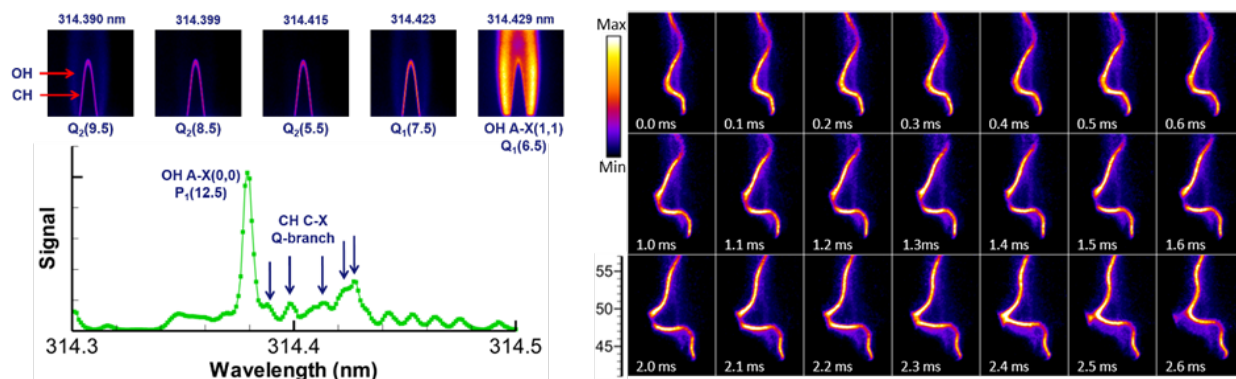 314.390 nm
314.399
314.415
314.423
314.429 nm
OH
CH
Q2(9.5)
Q2(8.5)
Q2(5.5)
Q1(7.5)
OH A-X(1,1)
Q1(6.5)
OH A-X(0,0)
P1(12.5)
CH C-X
Q-branch
Signal
314.3
314.4
314.5
Wavelength (nm)
Max
Min
0.0 ms
0.1 ms
0.2 ms
0.3 ms
0.4 ms
0.5 ms
0.6 ms
1.0 ms
1.1 ms
1.2 ms
1.3ms
1.4 ms
1.5 ms
1.6 ms
55
50
45
2.0 ms
2.1 ms
2.2 ms
2.3 ms
2.4 ms
2.5 ms
2.6 ms